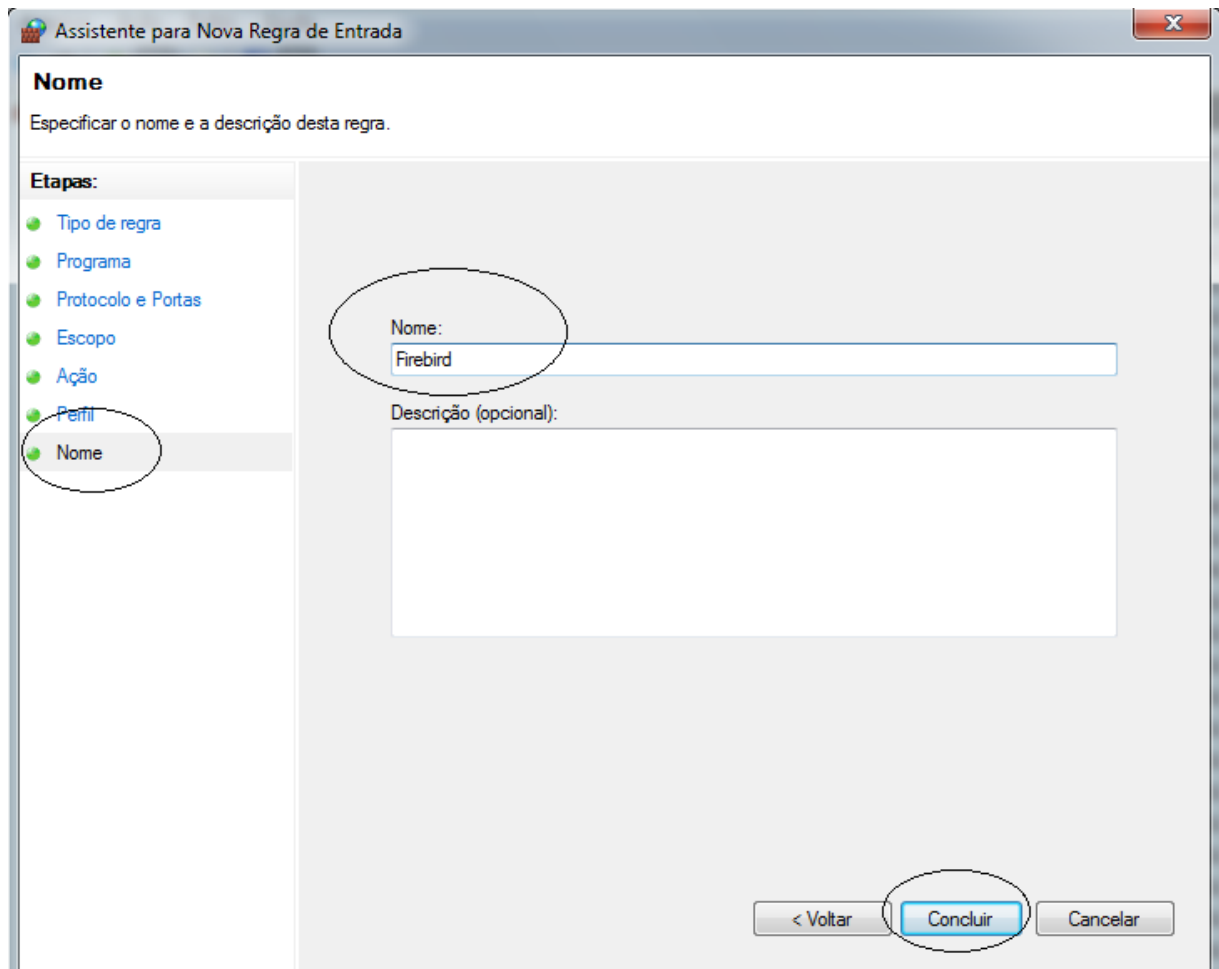 Assistente para Nova Regra de Entrada
X
Nome
Especificar o nome e a descrição desta regra.
Etapas:
Tipo de regra
Programa
Protocolo e Portas
Escopo
Ação
Perfil
Nome
Nome:
Firebird
Descrição (opcional):
< Voltar
Concluir
Cancelar